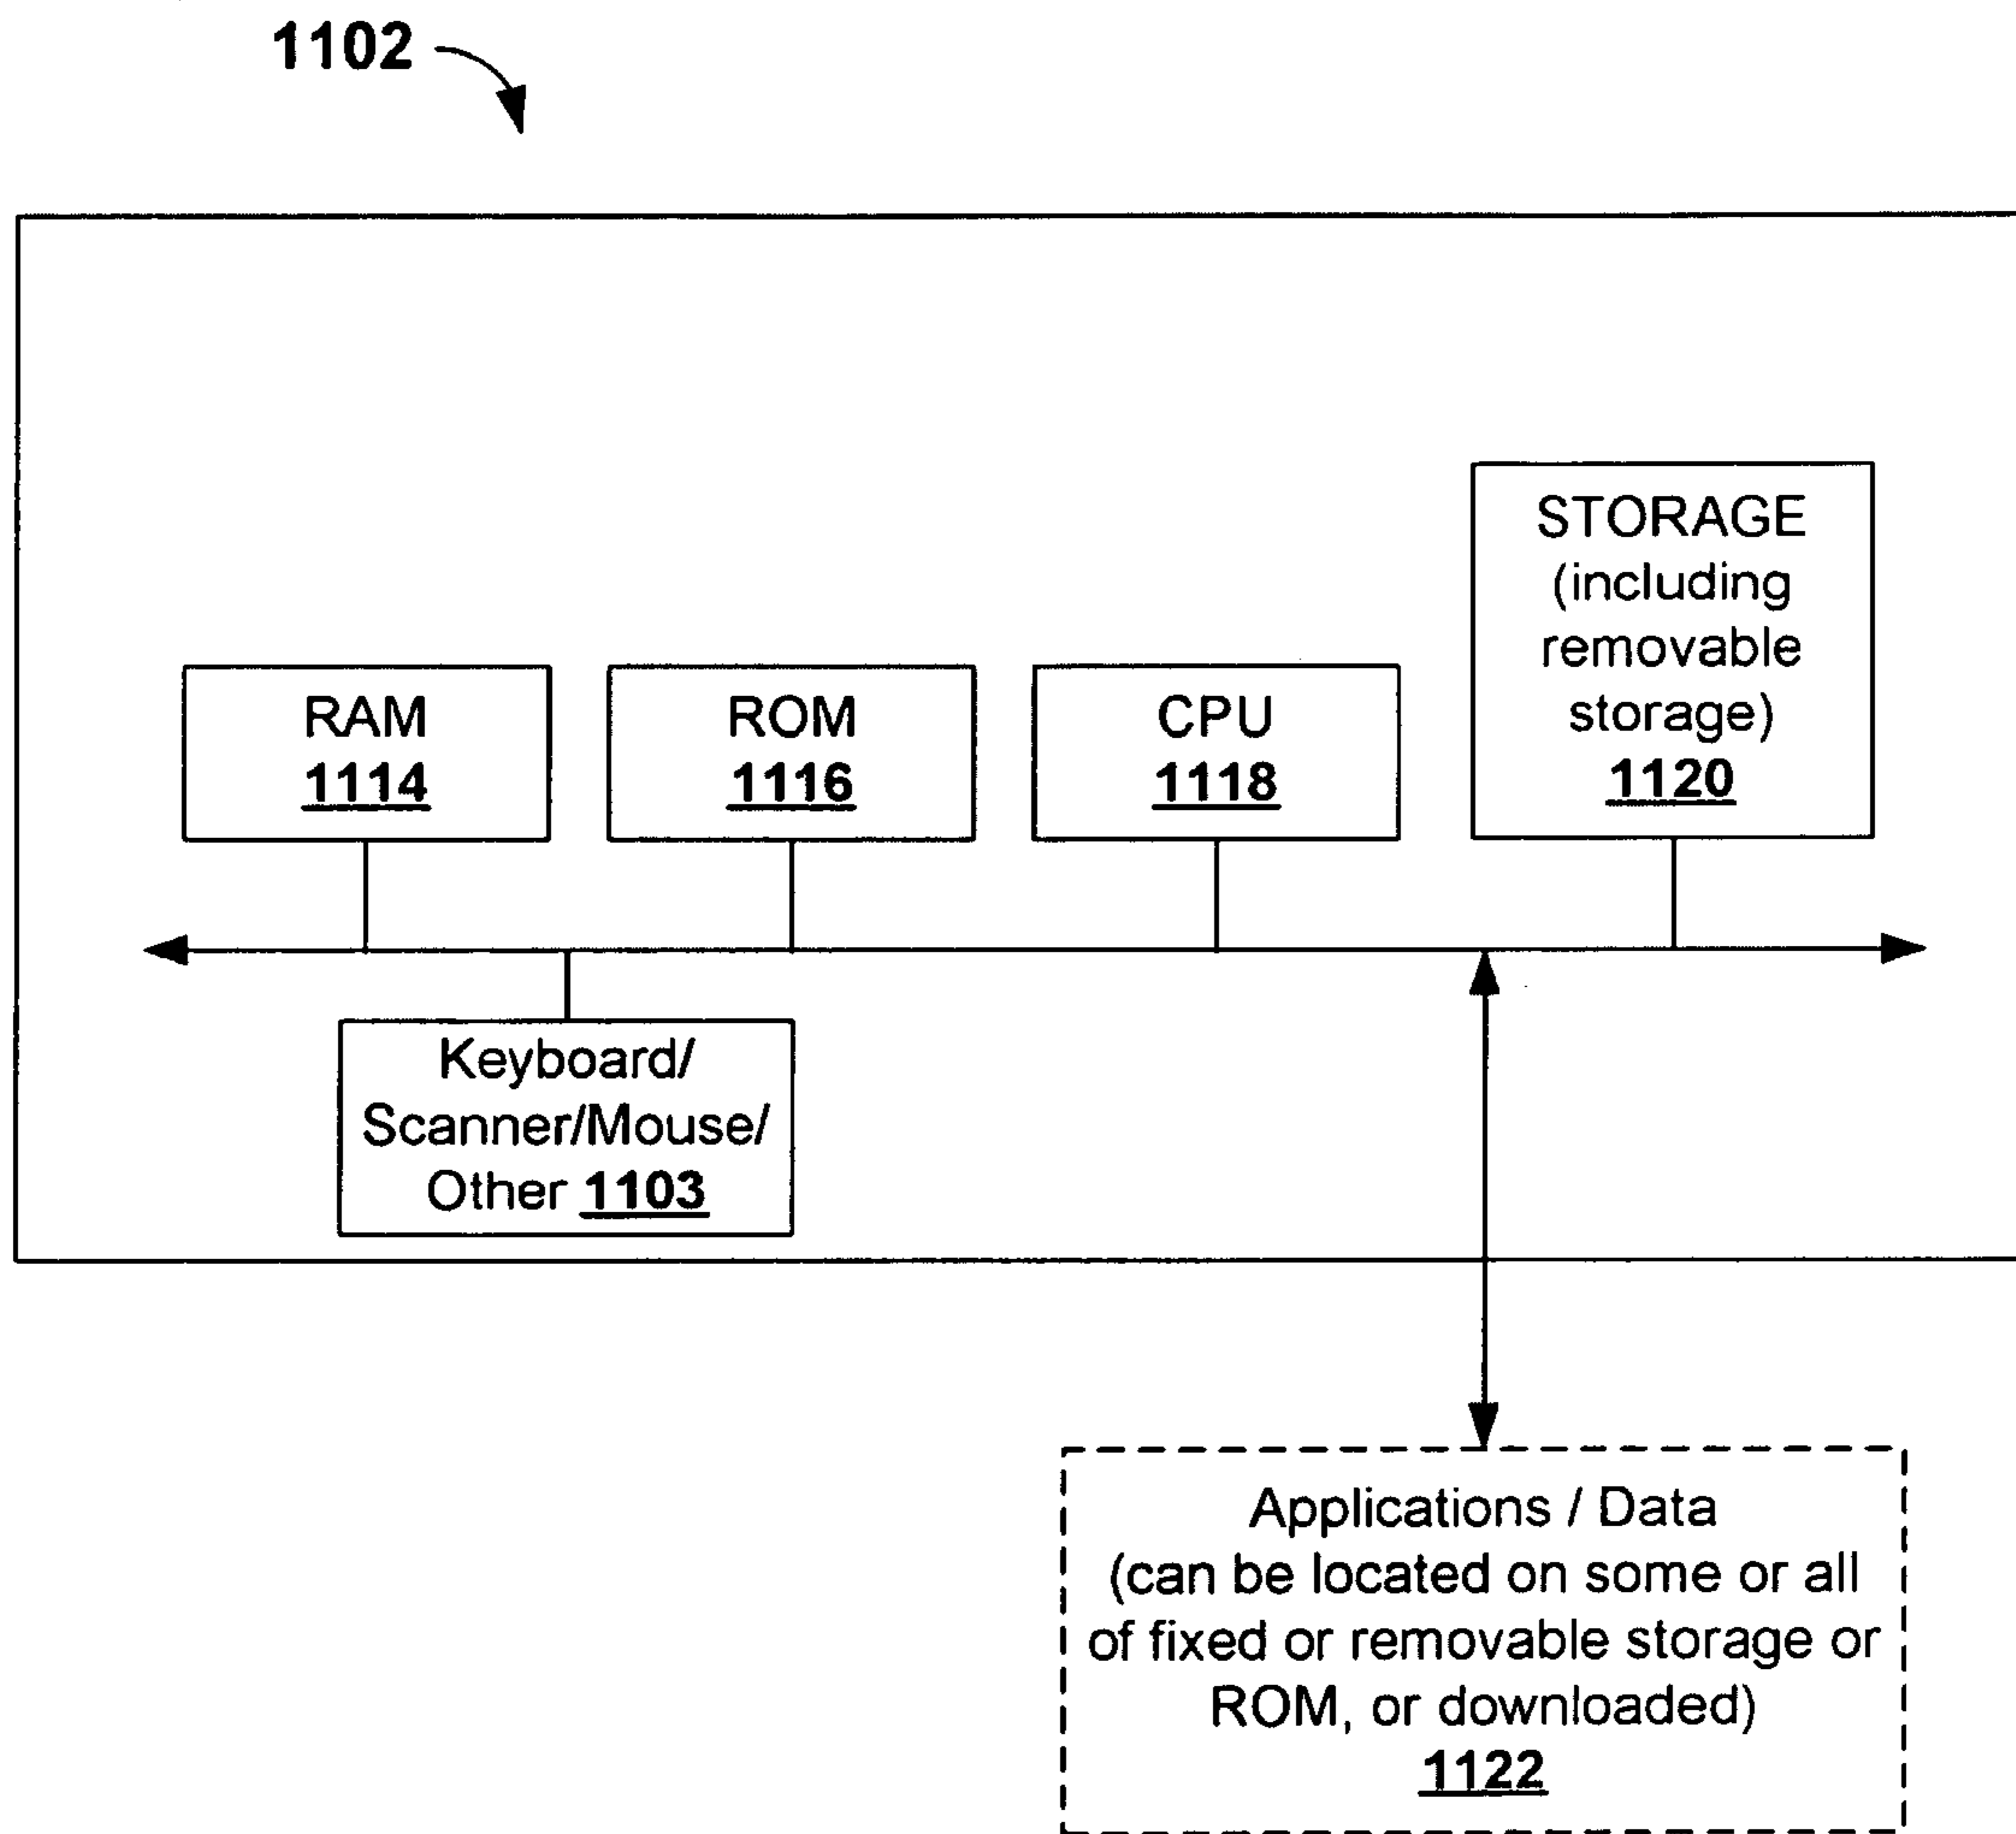 1102
STORAGE
(including
removable
storage)
1120
RAM
1114
ROM
1116
CPU
1118
Keyboard/
Scanner/Mouse/
Other 1103
Applications / Data
(can be located on some or all
of fixed or removable storage or
ROM, or downloaded)
1122